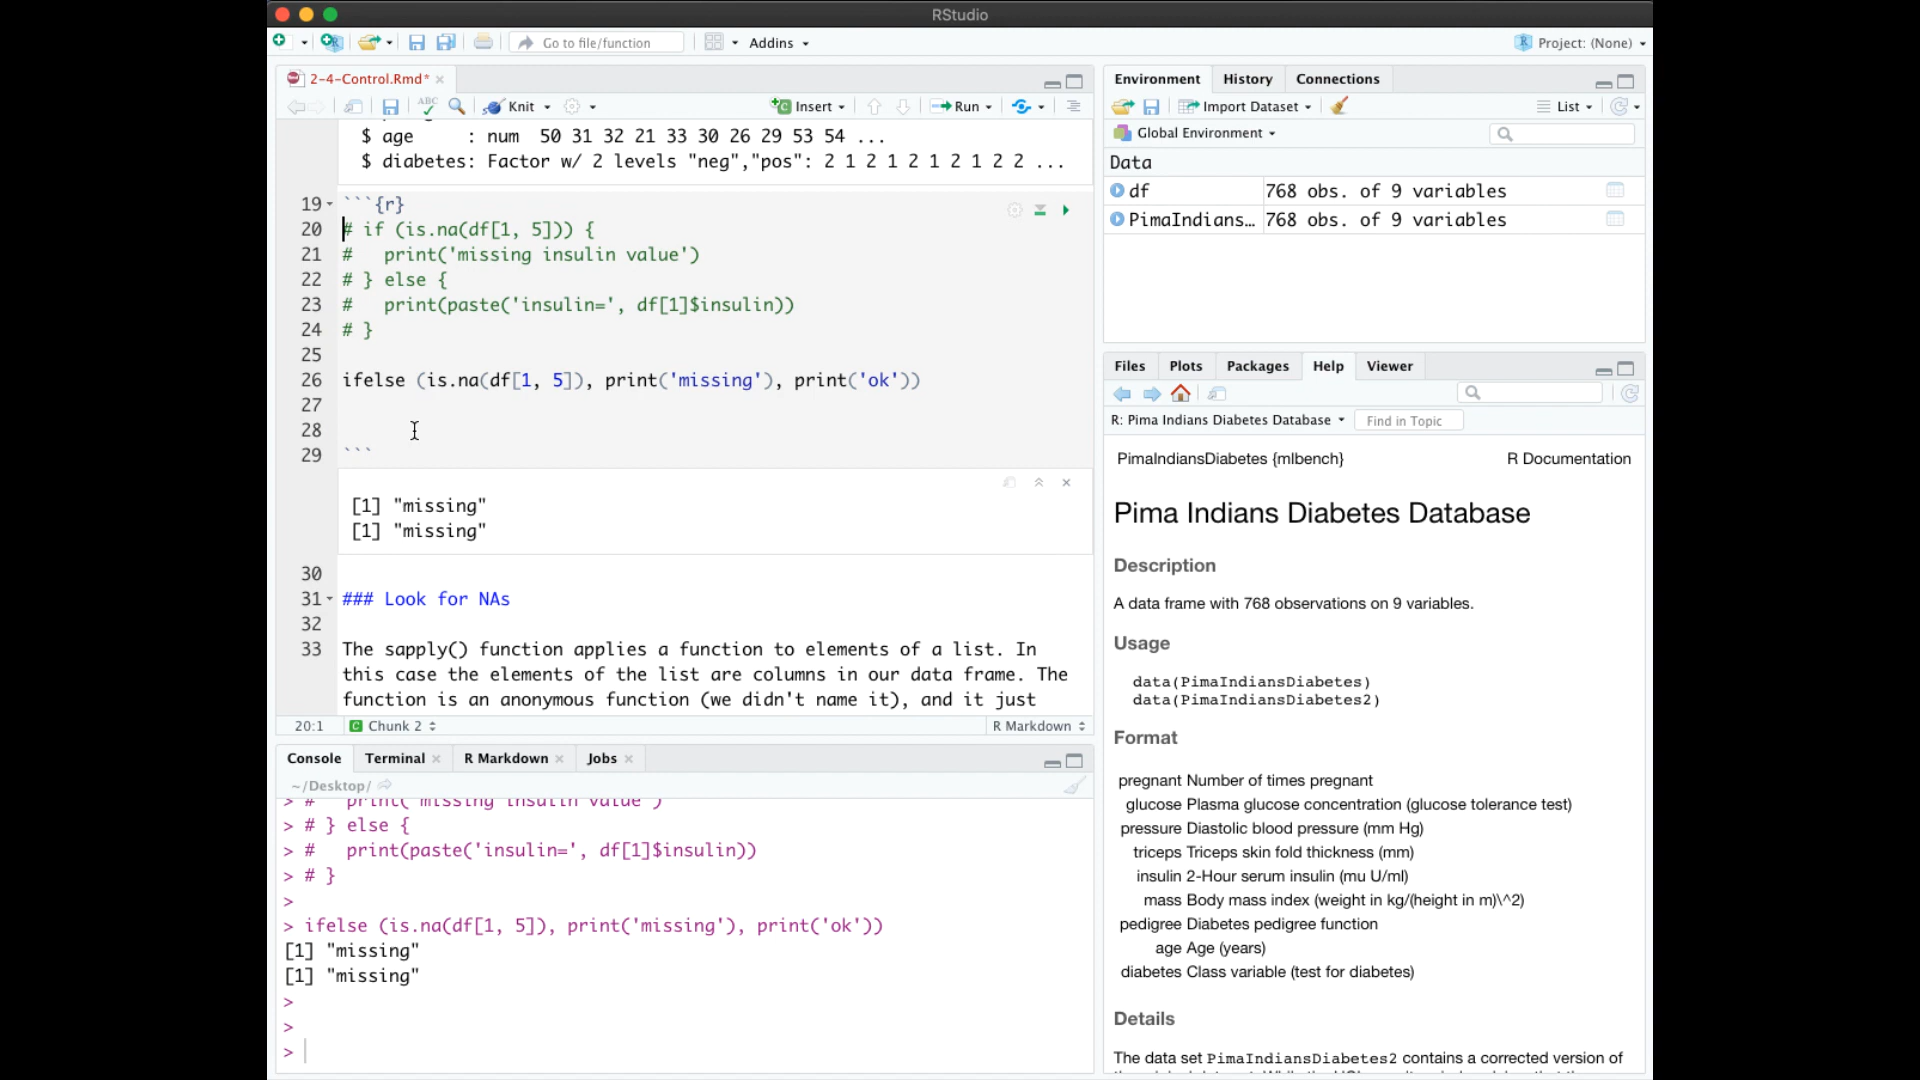 RStudio
Go to file/function
Addins
Project: (None)
2-4-Control.Rmd*
ABC
Knit
Insert
Run
$ age     : num  50 31 32 21 33 30 26 29 53 54 ...
$ diabetes: Factor w/ 2 levels "neg","pos": 2 1 2 1 2 1 2 1 2 2 ...
19 ```{r}
20 # if (is.na(df[1, 5])) {
21 #   print('missing insulin value')
22 # } else {
23 #   print(paste('insulin=', df[1]$insulin))
24 # }
25
26 ifelse (is.na(df[1, 5]), print('missing'), print('ok'))
27
28
29 ```
[1] "missing"
[1] "missing"
30
31 ### Look for NAs
32
33 The sapply() function applies a function to elements of a list. In
this case the elements of the list are columns in our data frame. The
function is an anonymous function (we didn't name it), and it just
20:1 C Chunk 2 R Markdown
Console Terminal R Markdown Jobs
~/Desktop/
> #   print('missing insulin value')
> # } else {
> #   print(paste('insulin=', df[1]$insulin))
> # }
>
> ifelse (is.na(df[1, 5]), print('missing'), print('ok'))
[1] "missing"
[1] "missing"
>
>
>
Environment History Connections
Import Dataset
List
Global Environment
Data
df 768 obs. of 9 variables
PimaIndians... 768 obs. of 9 variables
Files Plots Packages Help Viewer
R: Pima Indians Diabetes Database Find in Topic
PimaIndiansDiabetes {mlbench} R Documentation
Pima Indians Diabetes Database
Description
A data frame with 768 observations on 9 variables.
Usage
data(PimaIndiansDiabetes)
data(PimaIndiansDiabetes2)
Format
pregnant Number of times pregnant
glucose Plasma glucose concentration (glucose tolerance test)
pressure Diastolic blood pressure (mm Hg)
triceps Triceps skin fold thickness (mm)
insulin 2-Hour serum insulin (mu U/ml)
mass Body mass index (weight in kg/(height in m)\^2)
pedigree Diabetes pedigree function
age Age (years)
diabetes Class variable (test for diabetes)
Details
The data set PimaIndiansDiabetes2 contains a corrected version of